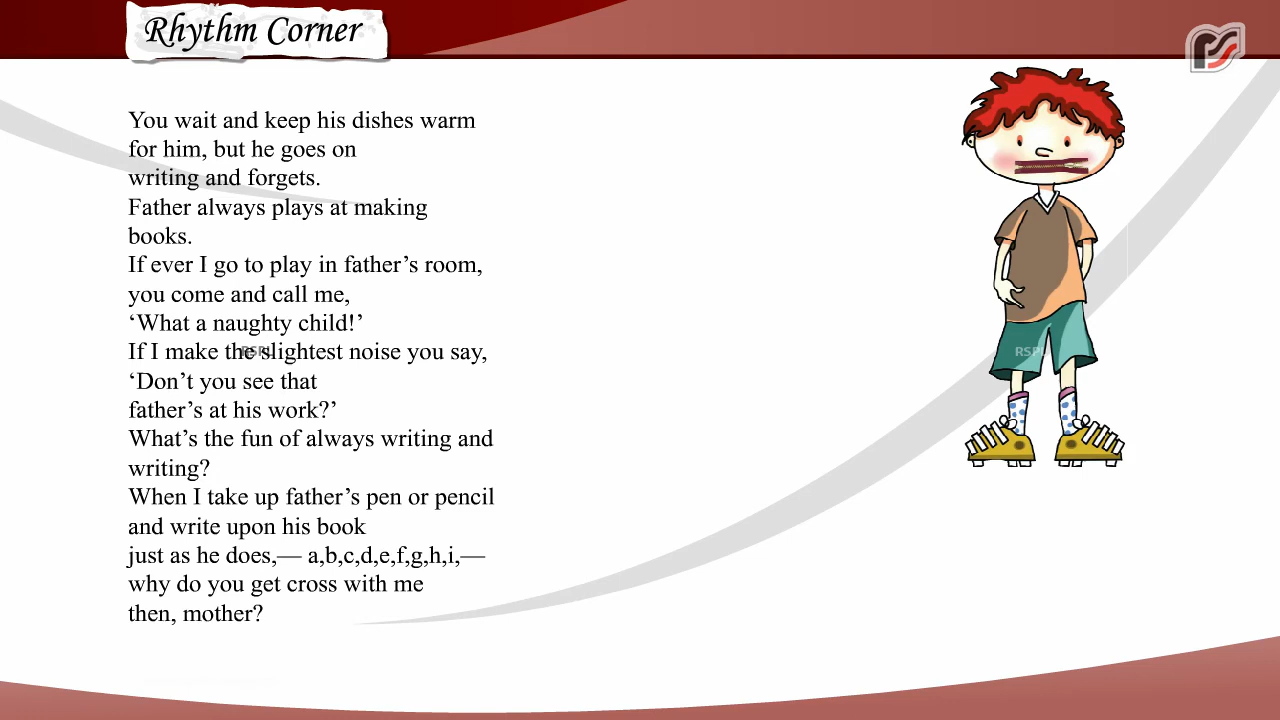 Rhythm Corner
You wait and keep his dishes warm
for him, but he goes on
writing and forgets.
Father always plays at making
books.
If ever I go to play in father’s room,
you come and call me,
‘What a naughty child!’
If I make the slightest noise you say,
‘Don’t you see that
father’s at his work?’
What’s the fun of always writing and
writing?
When I take up father’s pen or pencil
and write upon his book
just as he does,— a,b,c,d,e,f,g,h,i,—
why do you get cross with me
then, mother?
RSPL
RSPL